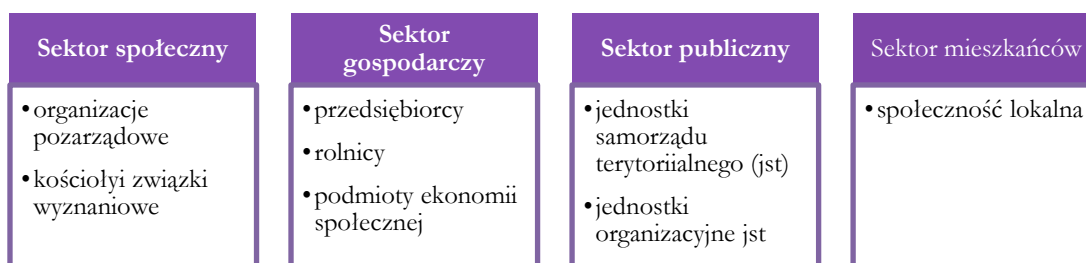 Sektor społeczny
•organizacje
pozarządowe
•kościołyi związki
wyznaniowe
Sektor
gospodarczy
•przedsiębiorcy
•rolnicy
•podmioty ekonomii
społecznej
Sektor publiczny
•jednostki
samorządu
terytoriialnego (jst)
•jednostki
organizacyjne jst
Sektor mieszkańców
•społeczność lokalna